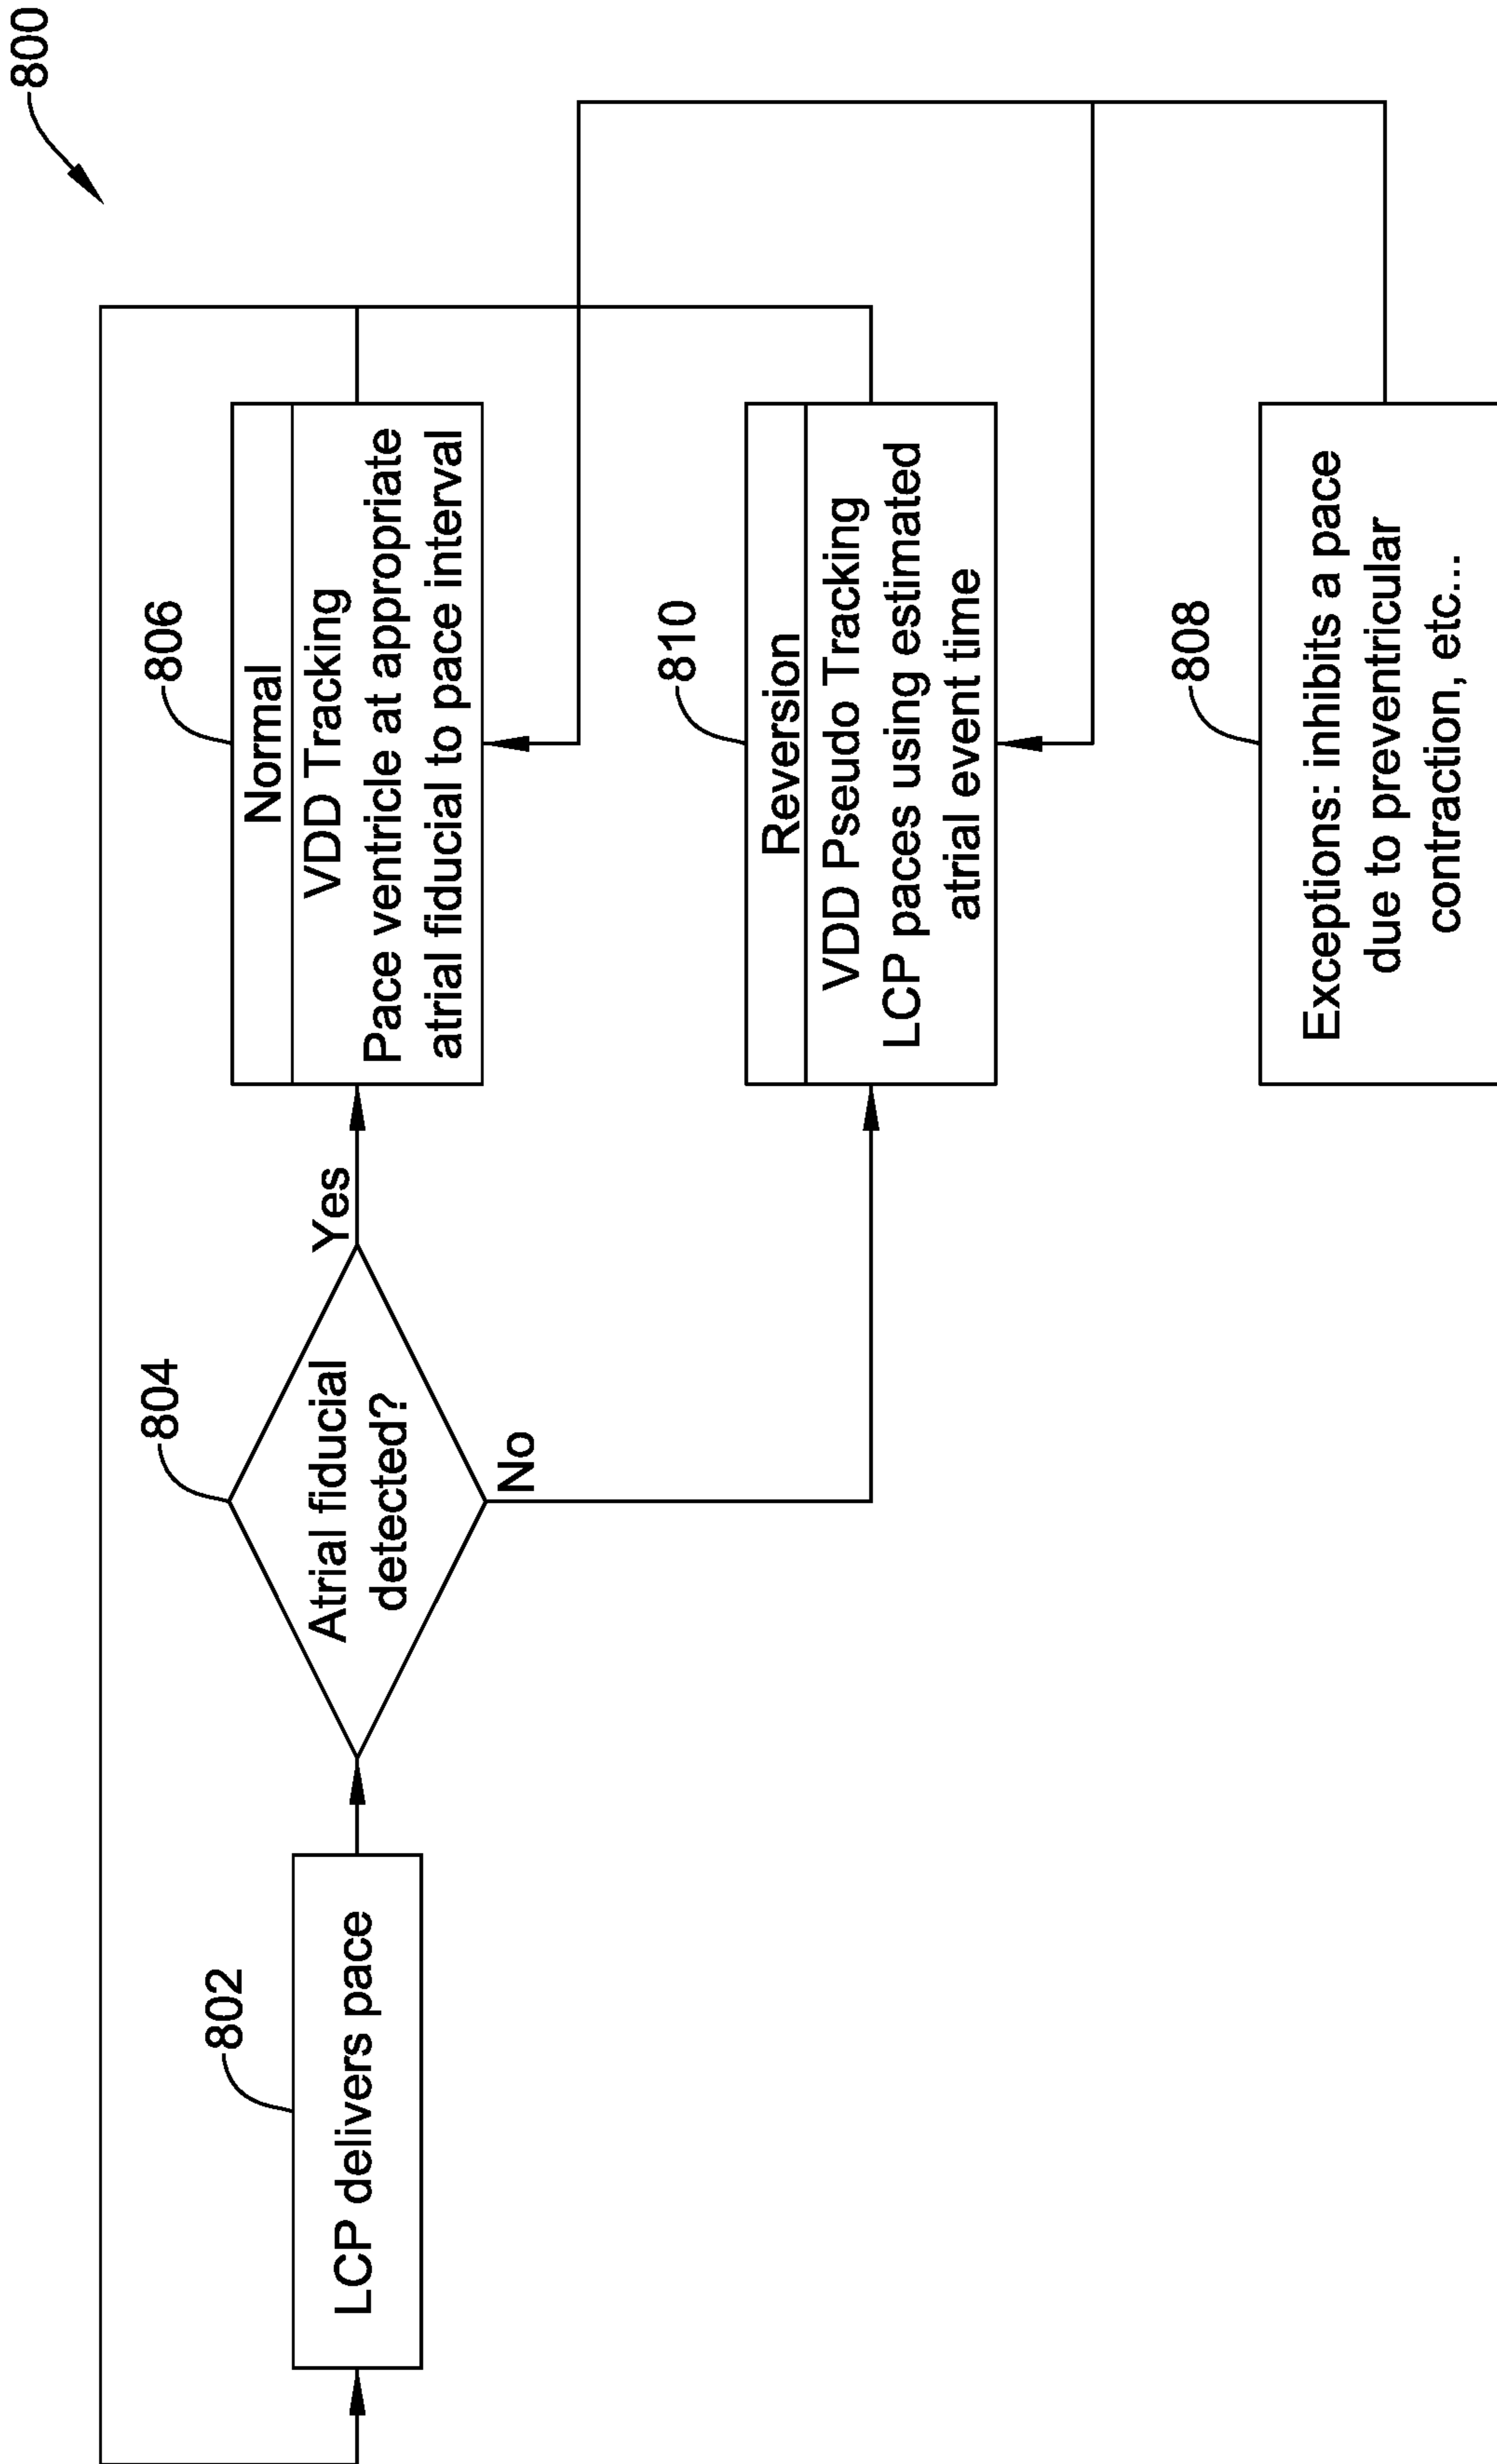 800
802
LCP delivers pace
804
Atrial fiducial
detected?
Yes
No
806
Normal
VDD Tracking
Pace ventricle at appropriate
atrial fiducial to pace interval
810
Reversion
VDD Pseudo Tracking
LCP paces using estimated
atrial event time
808
Exceptions: inhibits a pace
due to preventricular
contraction, etc...